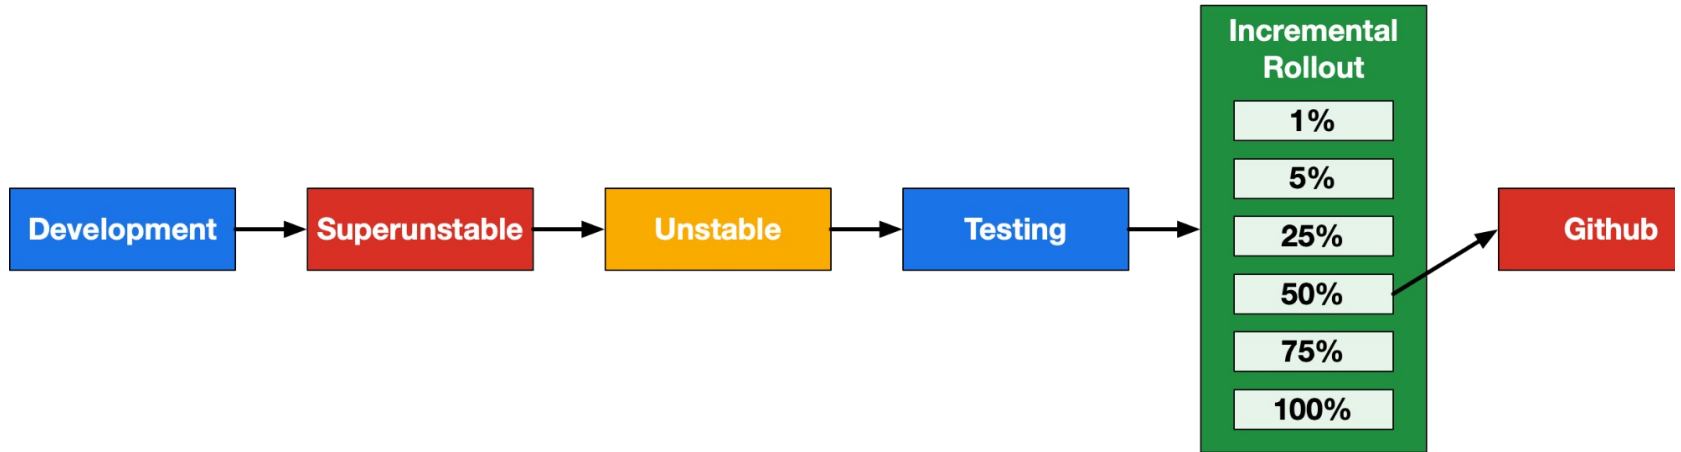 Development
Superunstable
Unstable
Testing
Incremental
Rollout
1%
5%
25%
50%
75%
100%
Github